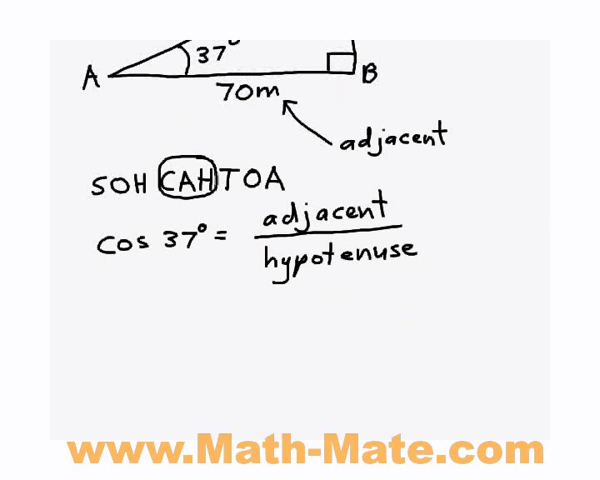 37°
A
B
70m
adjacent
SOH CAH TOA
cos 37° = adjacent
hypotenuse
www.Math-Mate.com